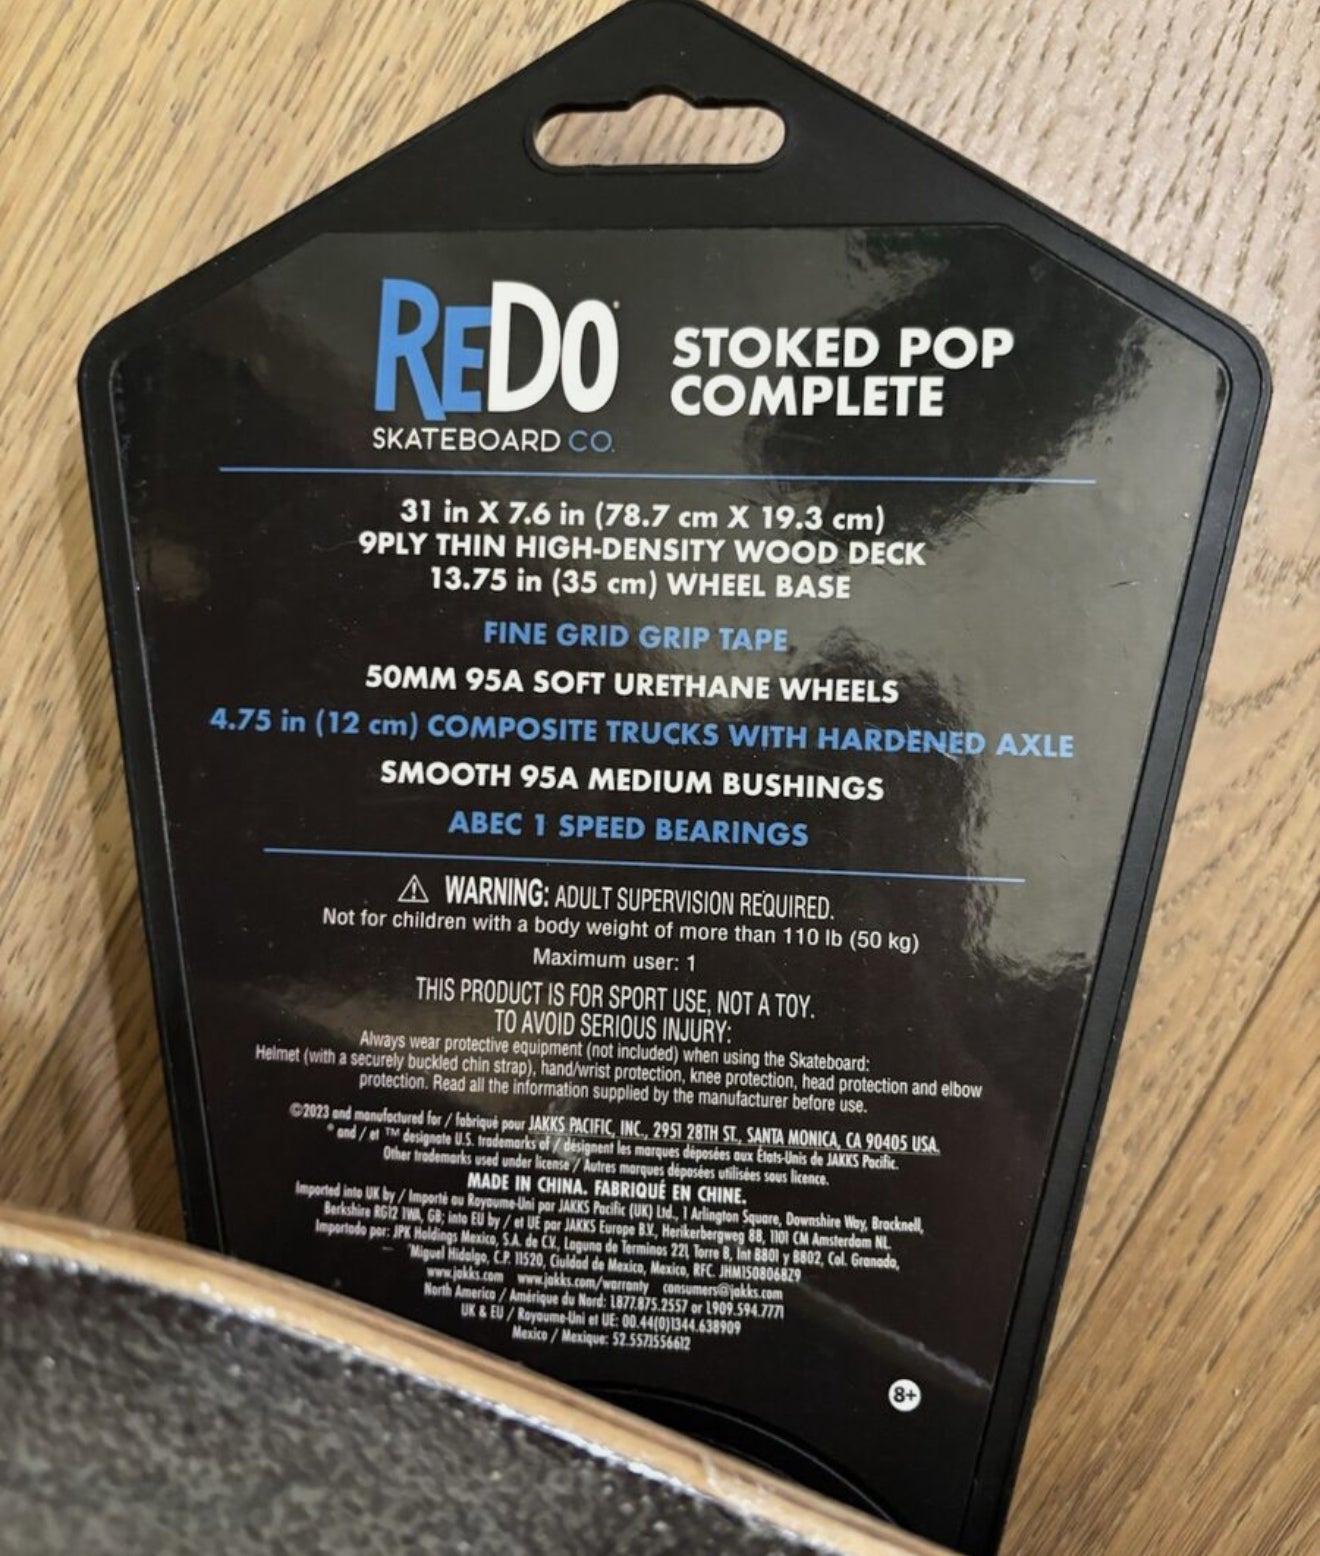 REDO®
SKATEBOARD CO.
STOKED POP
COMPLETE
31 in X 7.6 in (78.7 cm X 19.3 cm)
9PLY THIN HIGH-DENSITY WOOD DECK
13.75 in (35 cm) WHEEL BASE
FINE GRID GRIP TAPE
50MM 95A SOFT URETHANE WHEELS
4.75 in (12 cm) COMPOSITE TRUCKS WITH HARDENED AXLE
SMOOTH 95A MEDIUM BUSHINGS
ABEC 1 SPEED BEARINGS
⚠ WARNING: ADULT SUPERVISION REQUIRED.
Not for children with a body weight of more than 110 lb (50 kg)
Maximum user: 1
THIS PRODUCT IS FOR SPORT USE, NOT A TOY.
TO AVOID SERIOUS INJURY:
Always wear protective equipment (not included) when using the Skateboard:
Helmet (with a securely buckled chin strap), hand/wrist protection, knee protection, head protection and elbow
protection. Read all the information supplied by the manufacturer before use.
©2023 and manufactured for / fabriqué pour JAKKS PACIFIC, INC., 2951 28TH ST., SANTA MONICA, CA 90405 USA.
® and / et ™ designate U.S. trademarks of / désignent les marques déposées aux États-Unis de JAKKS Pacific.
Other trademarks used under license / Autres marques déposées utilisées sous licence.
MADE IN CHINA. FABRIQUÉ EN CHINE.
Imported into UK by / Importé au Royaume-Uni par JAKKS Pacific (UK) Ltd., 1 Arlington Square, Downshire Way, Bracknell,
Berkshire RG12 1WA, GB; into EU by / et UE par JAKKS Europe B.V., Herikerbergweg 88, 1101 CM Amsterdam NL
Importado por: JPK Holdings Mexico, S.A. de C.V., Laguna de Terminos 221, Torre B, Int 8801 y 8802, Col. Granada,
Miguel Hidalgo, C.P. 11520, Ciuldad de Mexico, Mexico, RFC. JHM1508068Z9
www.jakks.com www.jakks.com/warranty consumers@jakks.com
North America / Amérique du Nord: 1.877.875.2557 or 1.909.594.7771
UK & EU / Royaume-Uni et UE: 00.44(0)1344.638909
Mexico / Mexique: 52.5571556612
8+